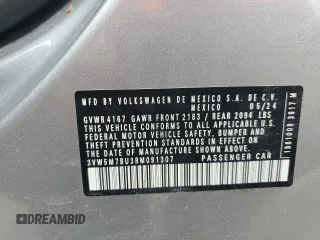 MFD BY VOLKSWAGEN DE MEXICO S.A. DE C.V.
MEXICO 05/24
GVWR 4167 GAWR FRONT 2183 / REAR 2094 LBS
THIS VEHICLE CONFORMS TO ALL APPLICABLE U.S.
FEDERAL MOTOR VEHICLE SAFETY, BUMPER AND
THEFT PREVENTION STANDARDS IN EFFECT
ON THE DATE OF MANUFACTURE SHOWN ABOVE.
3VW5M7BU3RM091307 PASSENGER CAR
DREAMBID